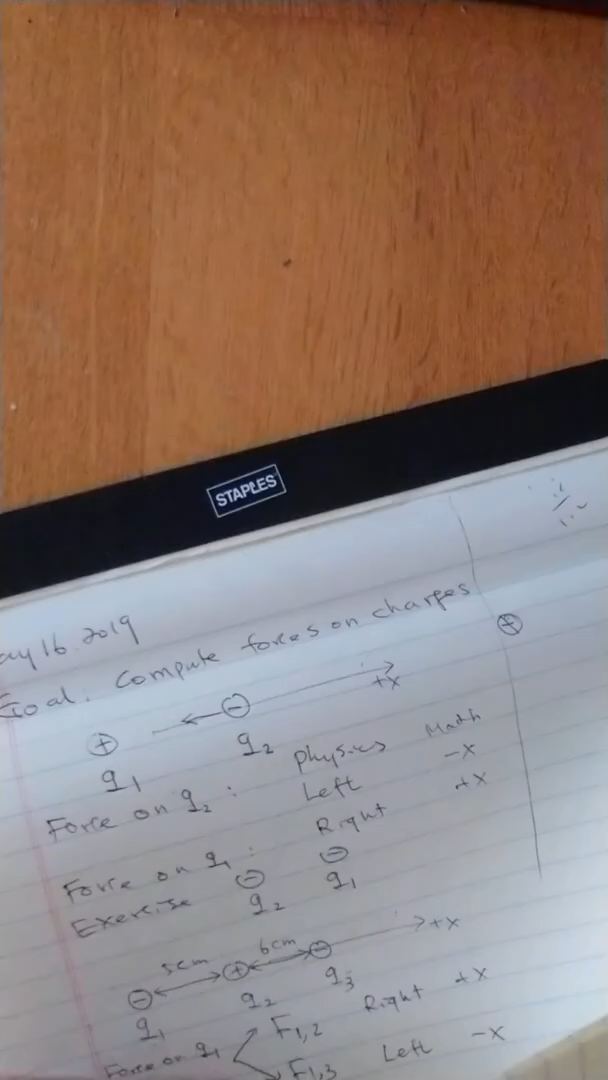 STAPLES
ay 16 2019
Goal: Compute forces on charges
+
- +x
+
q1 q2 Physics Math
Force on q2 : Left -x
Force on q1 : Right +x
- -
Exercise q2 q1
5cm 6cm +x
- + -
q1 q2 q3
Force on q1 F1,2 Right +x
F1,3 Left -x